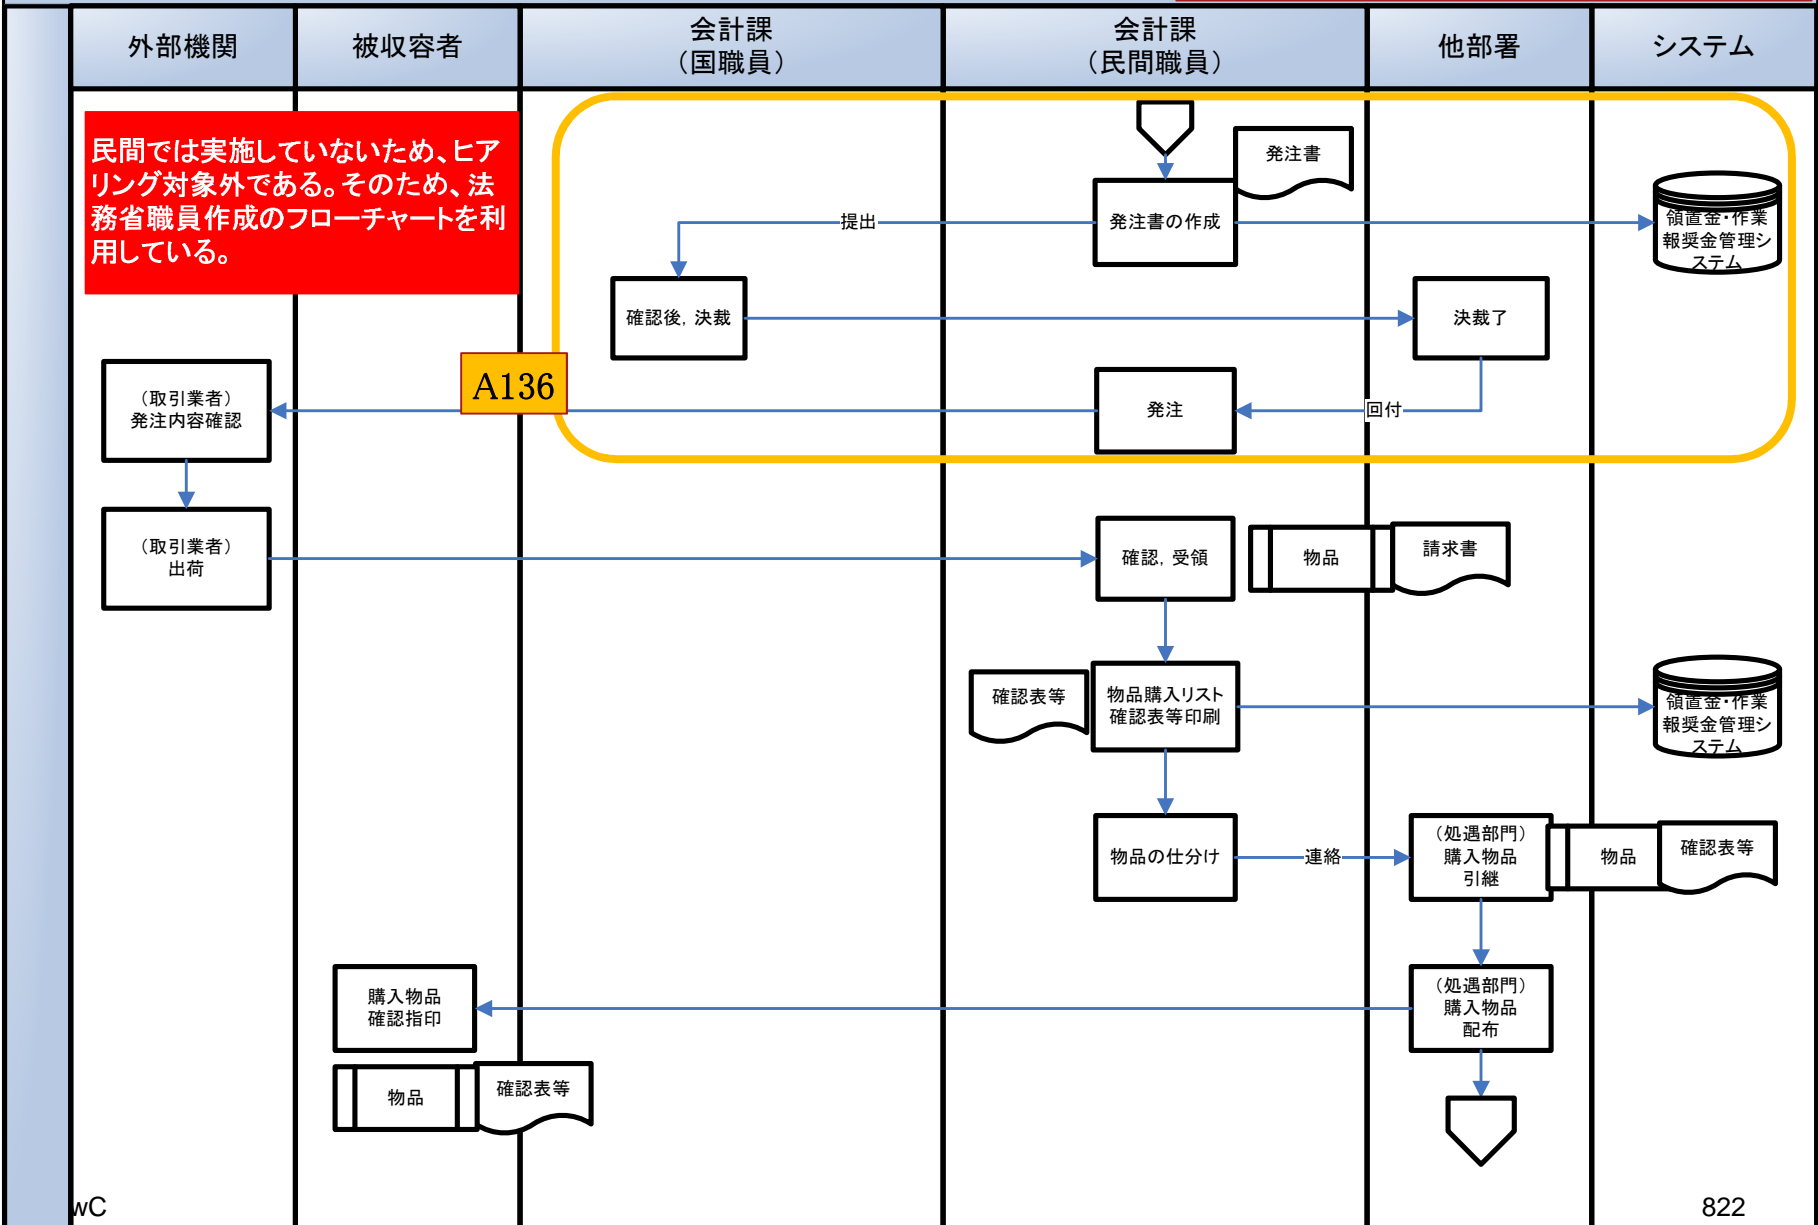 外部機関
被収容者
会計課
（国職員）
会計課
（民間職員）
他部署
システム
民間では実施していないため、ヒア
リング対象外である。そのため、法
務省職員作成のフローチャートを利
用している。
発注書
提出
発注書の作成
領置金・作業
報奨金管理シ
ステム
確認後，決裁
決裁了
A136
（取引業者）
発注内容確認
発注
回付
（取引業者）
出荷
確認，受領
物品
請求書
確認表等
物品購入リスト
確認表等印刷
領置金・作業
報奨金管理シ
ステム
物品の仕分け
連絡
（処遇部門）
購入物品
引継
物品
確認表等
購入物品
確認指印
（処遇部門）
購入物品
配布
物品
確認表等
wC
822